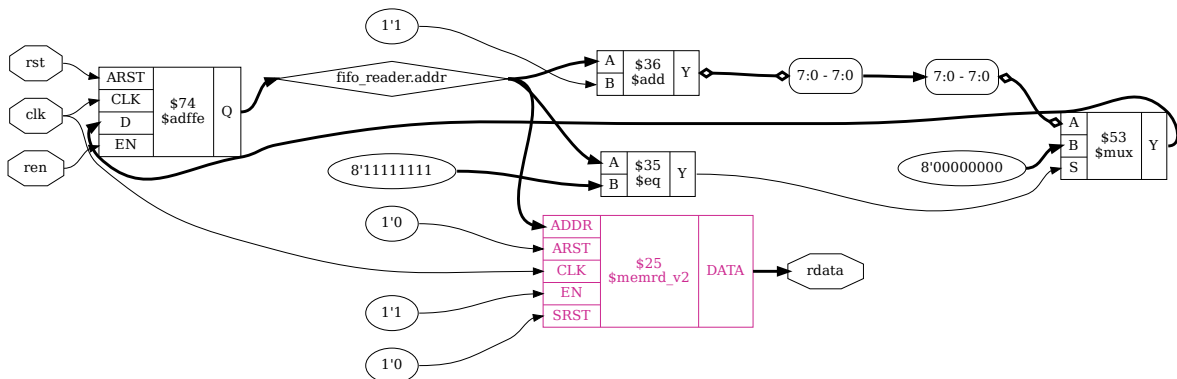 rst
clk
ren
ARST
CLK
D
EN
$74
$adffe
Q
fifo_reader.addr
1'1
A
B
$36
$add
Y
7:0 - 7:0
7:0 - 7:0
8'11111111
A
B
$35
$eq
Y
8'00000000
A
B
S
$53
$mux
Y
1'0
1'1
1'0
ADDR
ARST
CLK
EN
SRST
$25
$memrd_v2
DATA
rdata